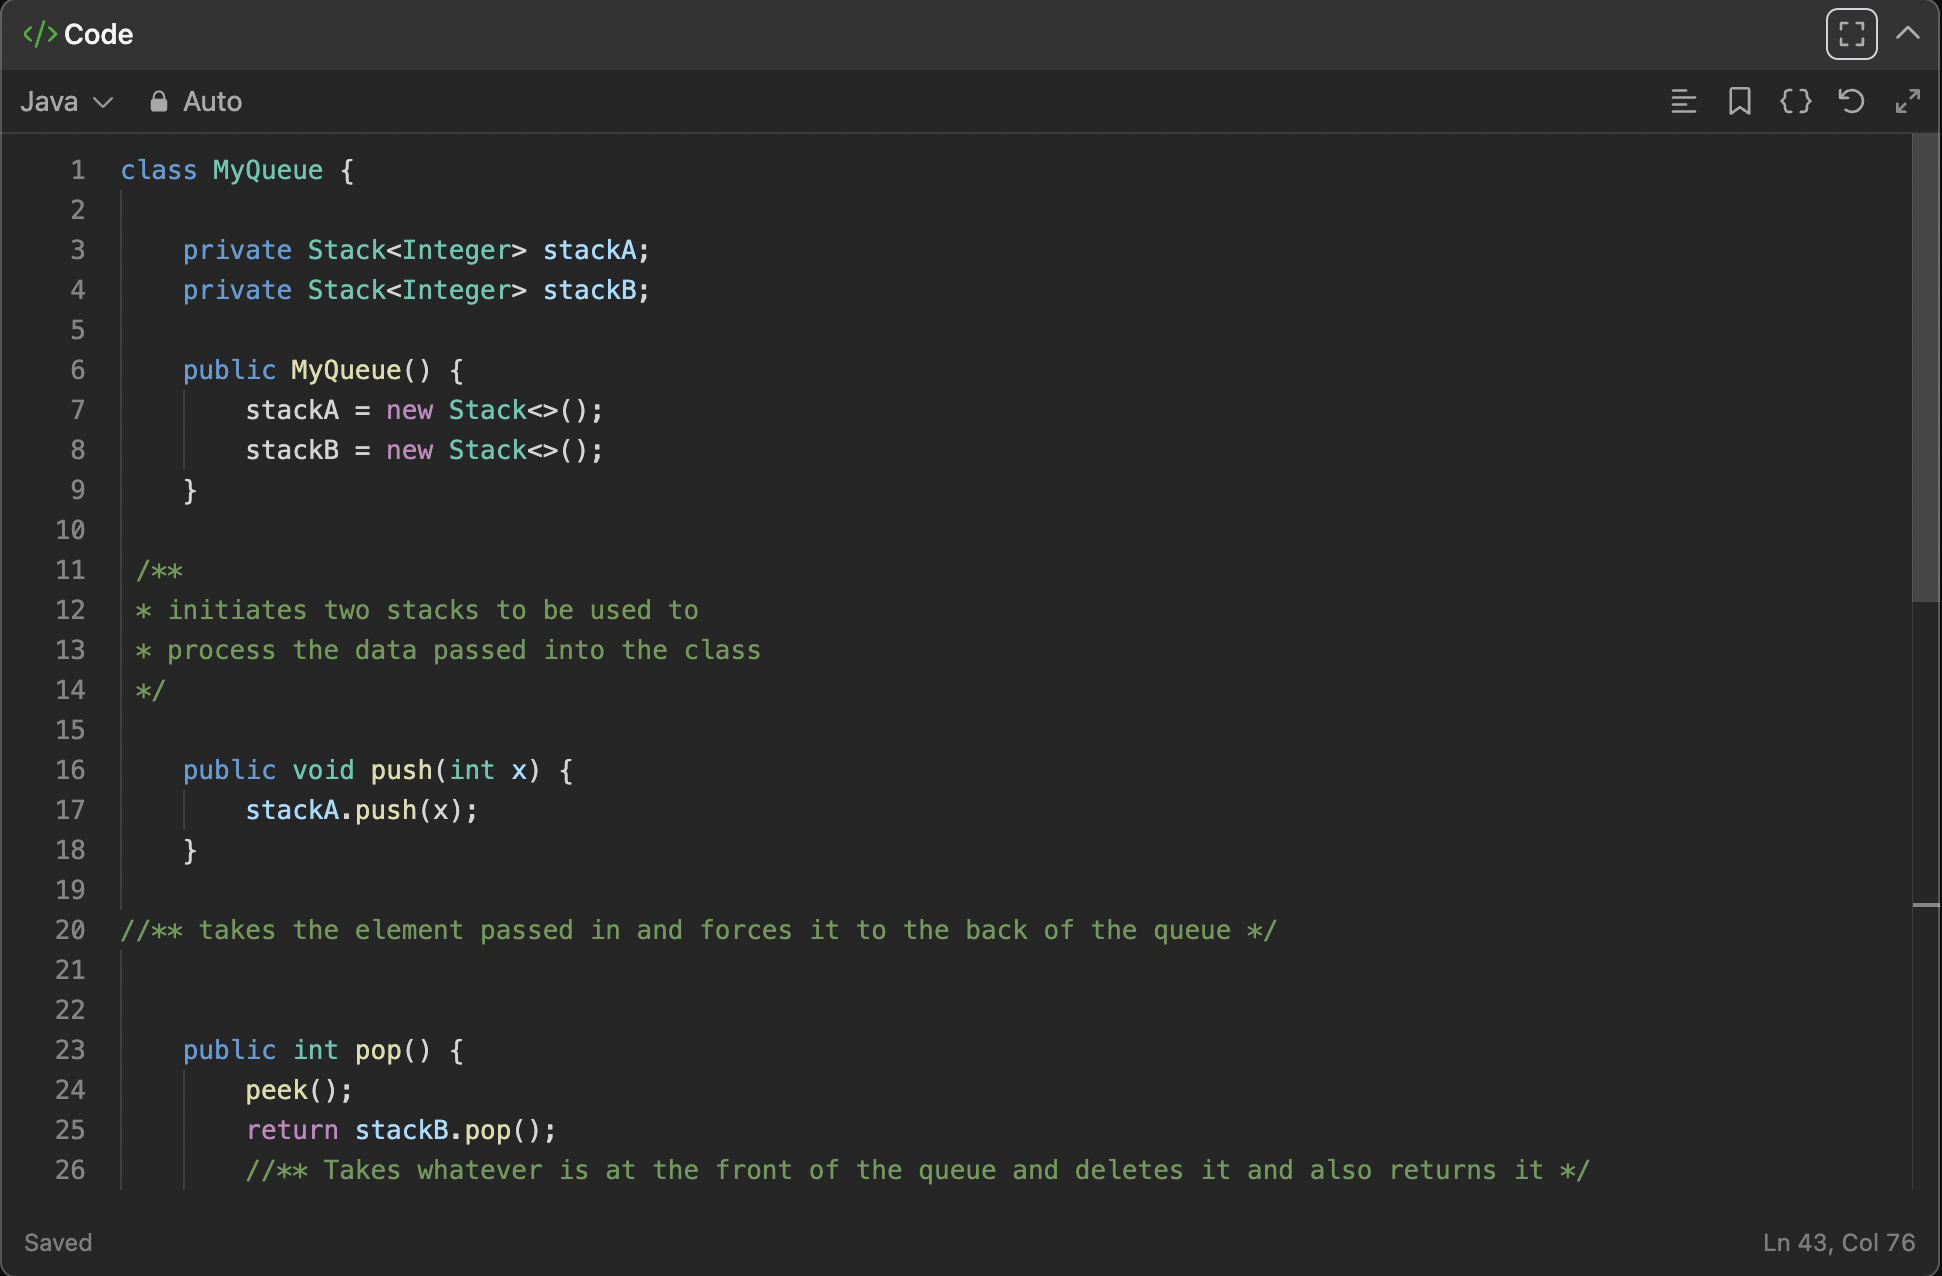 </> Code
Java Auto
1 class MyQueue {
2
3     private Stack<Integer> stackA;
4     private Stack<Integer> stackB;
5
6     public MyQueue() {
7         stackA = new Stack<>();
8         stackB = new Stack<>();
9     }
10
11  /**
12  * initiates two stacks to be used to
13  * process the data passed into the class
14  */
15
16     public void push(int x) {
17         stackA.push(x);
18     }
19
20 //** takes the element passed in and forces it to the back of the queue */
21
22
23     public int pop() {
24         peek();
25         return stackB.pop();
26         //** Takes whatever is at the front of the queue and deletes it and also returns it */
Saved Ln 43, Col 76